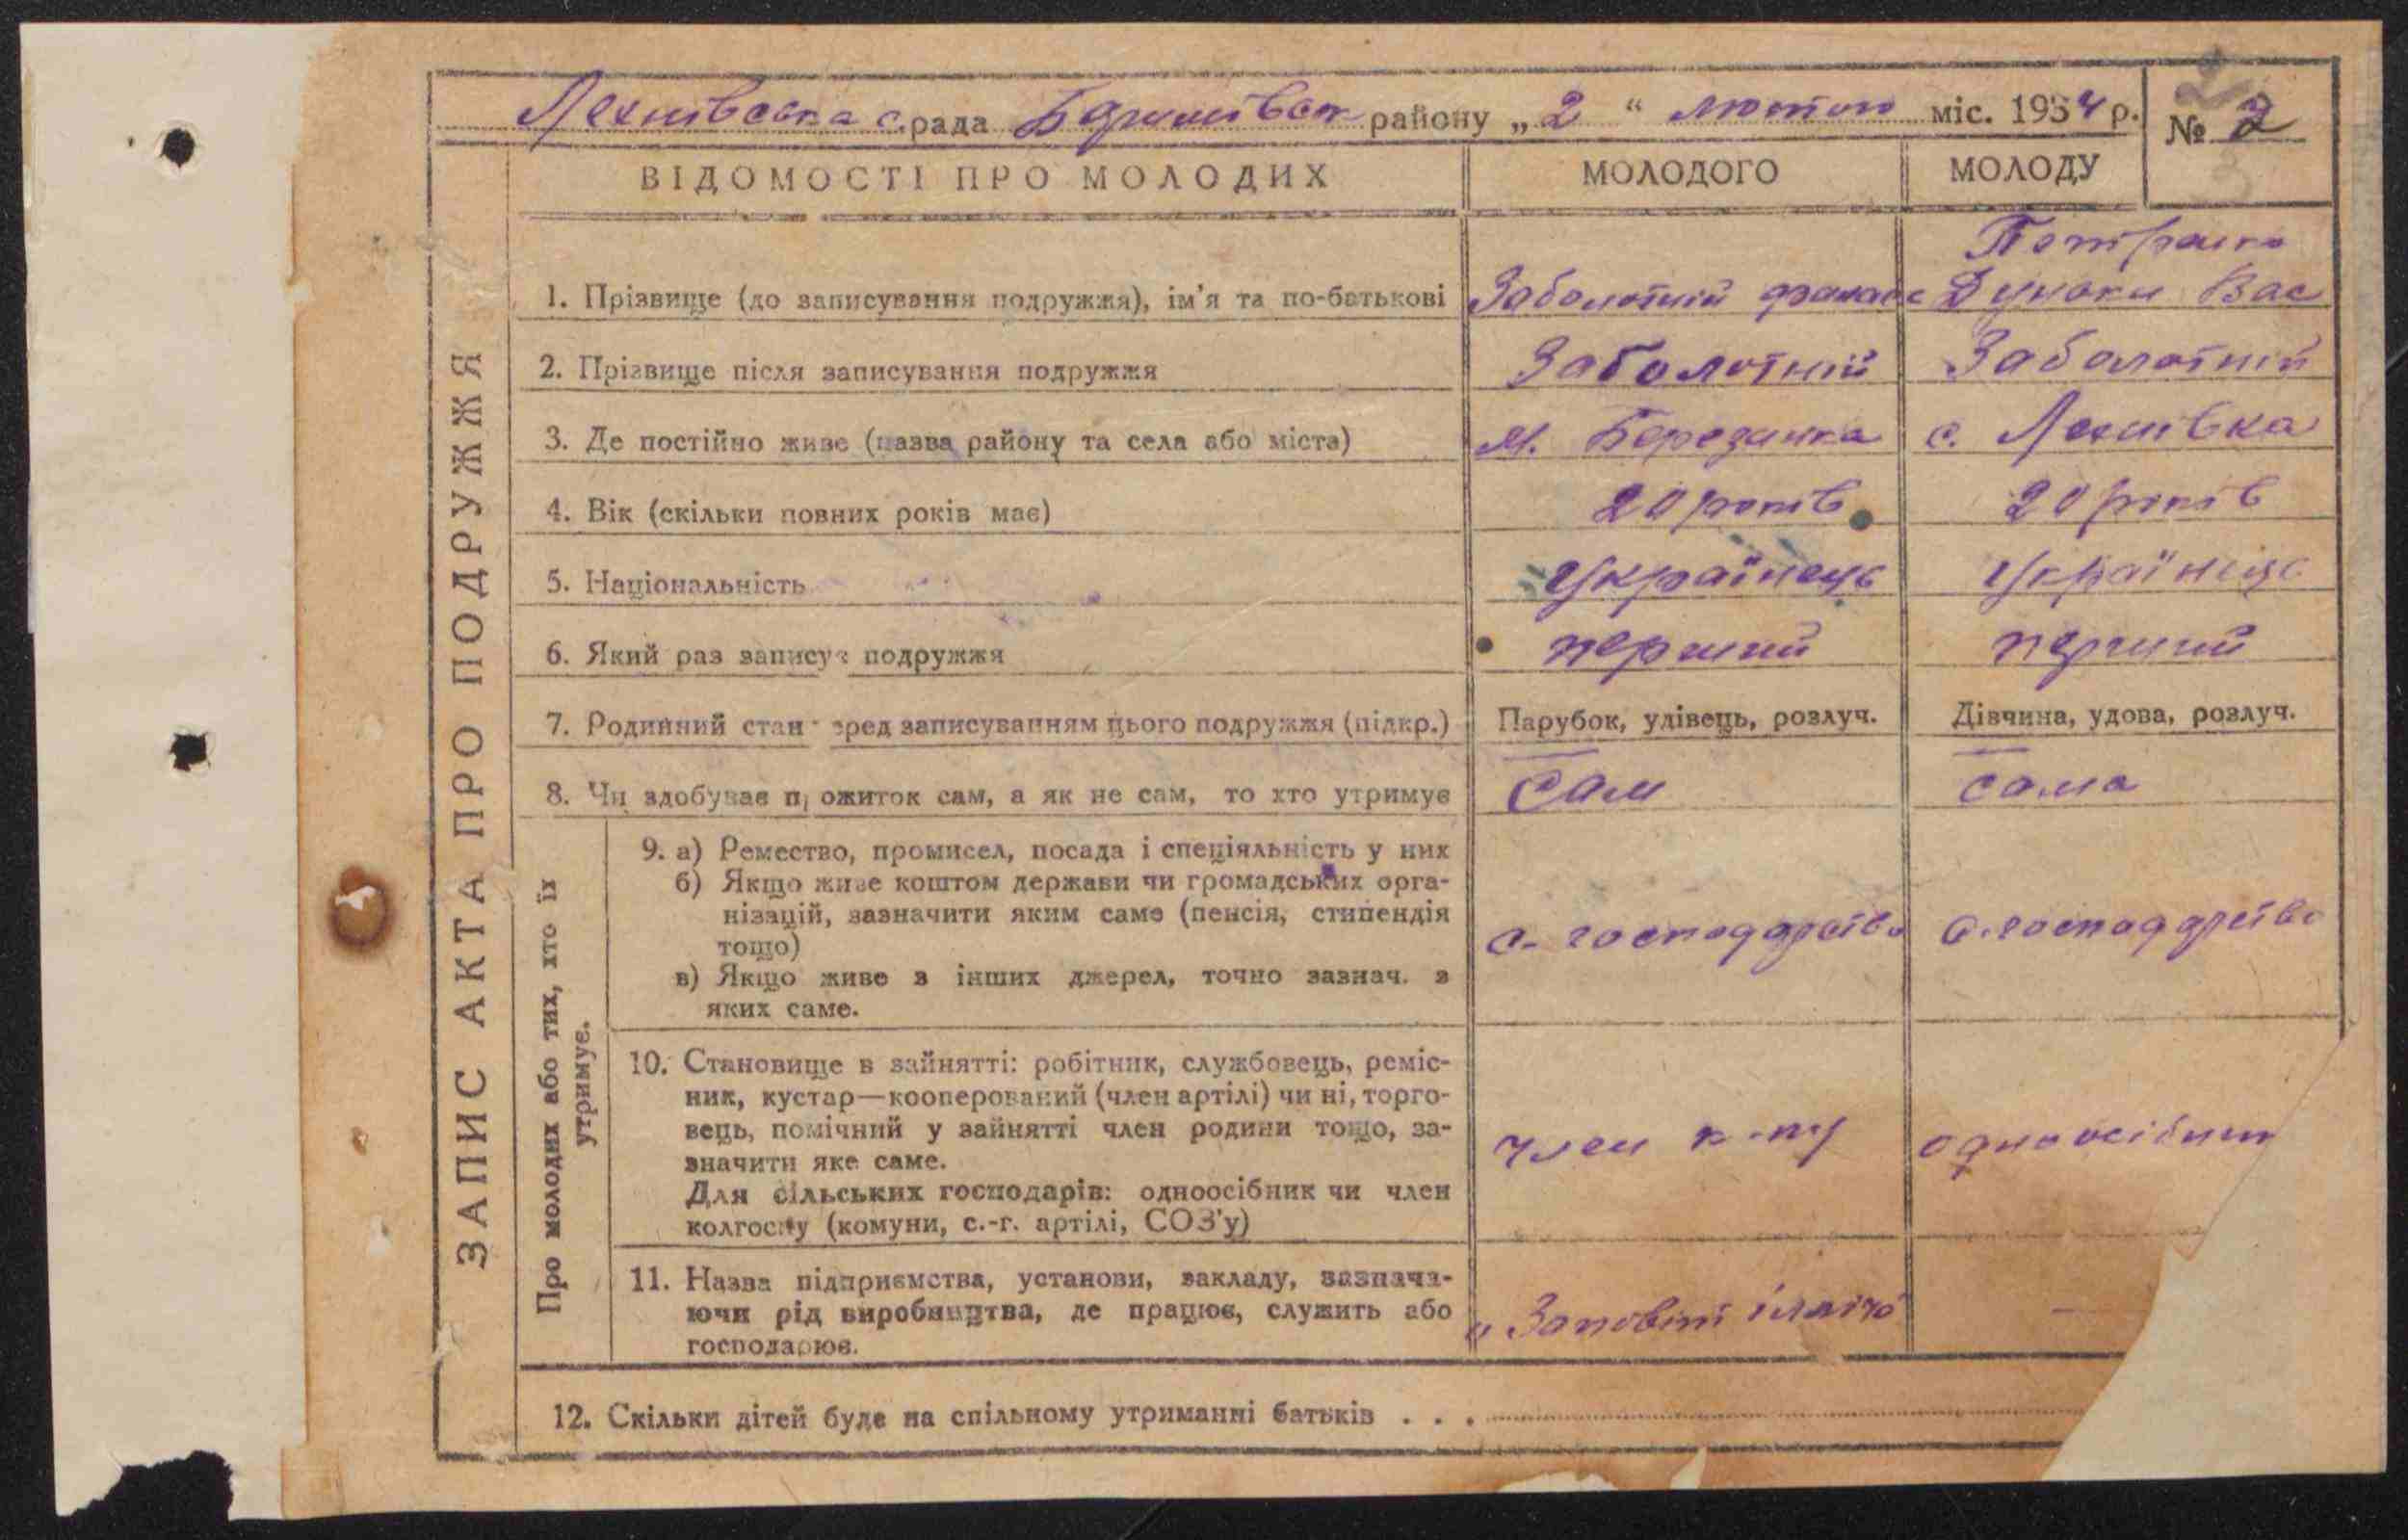 Лехнівська с.рада Баришівськ району „2“ лютого міс. 1934 р. № 2
ВІДОМОСТІ ПРО МОЛОДИХ МОЛОДОГО МОЛОДУ
ЗАПИС АКТА ПРО ПОДРУЖЖЯ
Петраш
1. Прізвище (до записування подружжя), ім'я та по-батькові Заболотній Вас
2. Прізвище після записування подружжя Заболотній Заболотній
3. Де постійно живе (назва району та села або міста) м. Березанка с. Лехнівка
4. Вік (скільки повних років має) 20 років 20 років
5. Національність Українець Українца
6. Який раз записує подружжя перший перший
7. Родинний стан перед записуванням цього подружжя (підкр.) Парубок, удівець, розлуч. Дівчина, удова, розлуч.
8. Чи здобуває прожиток сам, а як не сам, то хто утримує Сам Сама
Про молодих або тих, хто їх
утримує.
9. а) Ремество, промисел, посада і спеціяльність у них
б) Якщо живе коштом держави чи громадських орга-
нізацій, зазначити яким саме (пенсія, стипендія
тощо) с-господарство с.господарство
в) Якщо живе з інших джерел, точно зазнач. з
яких саме.
10. Становище в зайнятті: робітник, службовець, реміс-
ник, кустар—кооперований (член артілі) чи ні, торго-
вець, помічний у зайнятті член родини тощо, за- член к-пу одноосібник
значити яке саме.
Для сільських господарів: одноосібник чи член
колгоспу (комуни, с.-г. артілі, СОЗ'у)
11. Назва підприємства, установи, закладу, зазнача-
ючи рід виробництва, де працює, служить або „Заповіт ілліча" —
господарює.
12. Скільки дітей буде на спільному утриманні батьків . . .